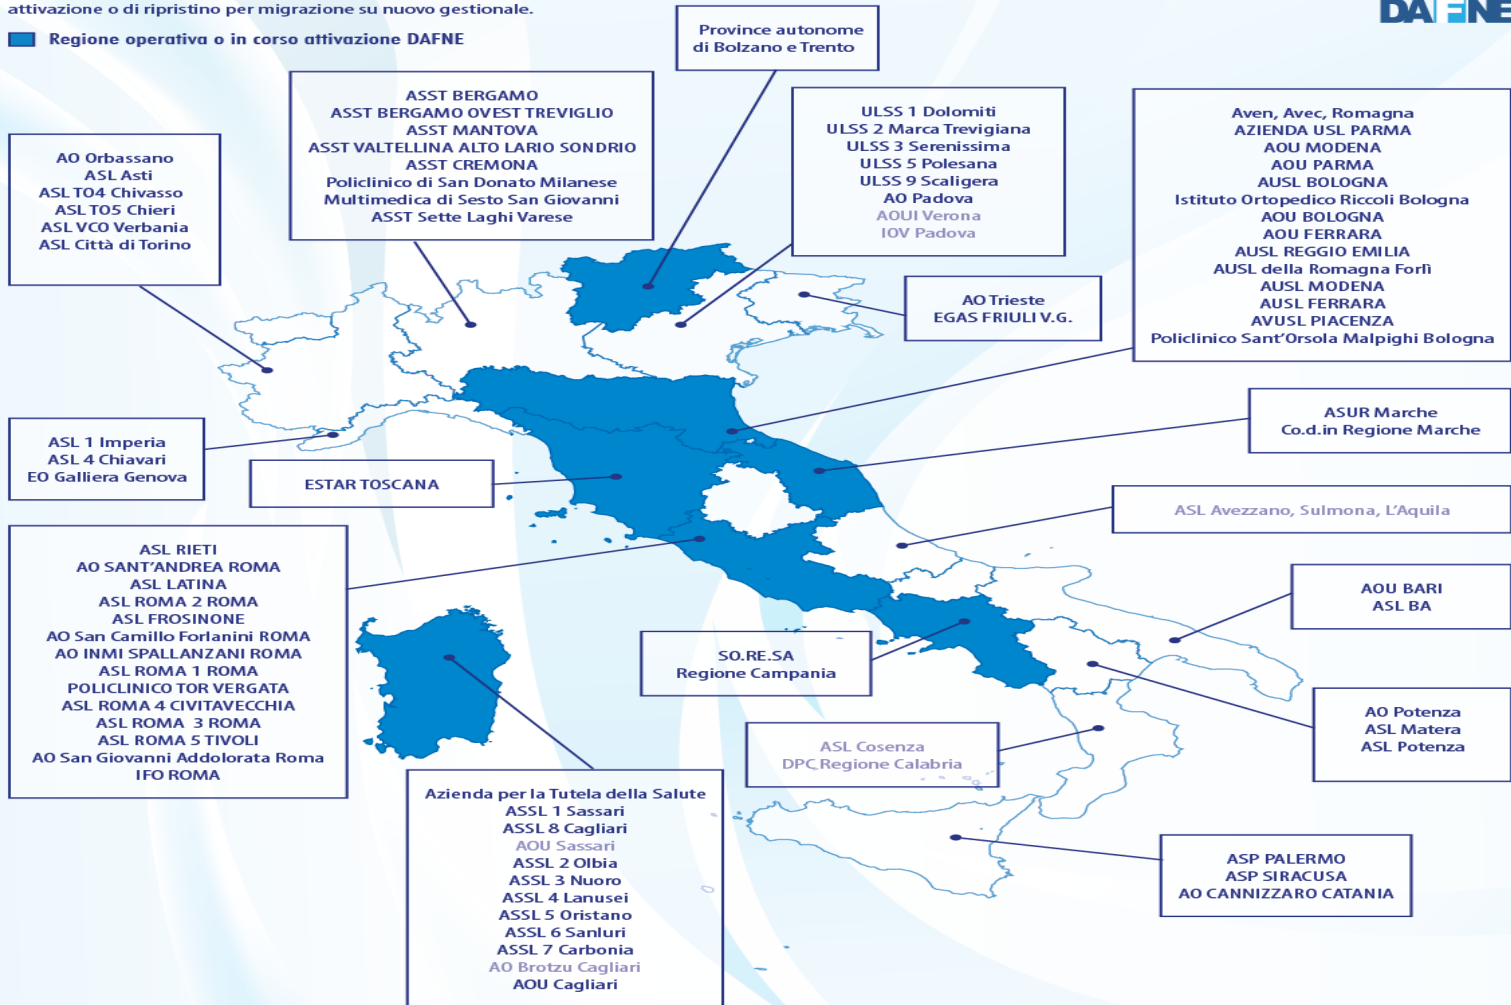 attivazione o di ripristino per migrazione su nuovo gestionale.
DAFNE
Regione operativa o in corso attivazione DAFNE
Province autonome
di Bolzano e Trento
ASST BERGAMO
ASST BERGAMO OVEST TREVIGLIO
ASST MANTOVA
ASST VALTELLINA ALTO LARIO SONDRIO
ASST CREMONA
Policlinico di San Donato Milanese
Multimedica di Sesto San Giovanni
ASST Sette Laghi Varese
ULSS 1 Dolomiti
ULSS 2 Marca Trevigiana
ULSS 3 Serenissima
ULSS 5 Polesana
ULSS 9 Scaligera
AO Padova
AOUI Verona
IOV Padova
Aven, Avec, Romagna
AZIENDA USL PARMA
AOU MODENA
AOU PARMA
AUSL BOLOGNA
Istituto Ortopedico Riccoli Bologna
AOU BOLOGNA
AOU FERRARA
AUSL REGGIO EMILIA
AUSL della Romagna Forlì
AUSL MODENA
AUSL FERRARA
AVUSL PIACENZA
Policlinico Sant'Orsola Malpighi Bologna
AO Orbassano
ASL Asti
ASL TO4 Chivasso
ASL TO5 Chieri
ASL VCO Verbania
ASL Città di Torino
AO Trieste
EGAS FRIULI V.G.
ASL 1 Imperia
ASL 4 Chiavari
EO Galliera Genova
ESTAR TOSCANA
ASUR Marche
Co.d.in Regione Marche
ASL Avezzano, Sulmona, L'Aquila
ASL RIETI
AO SANT'ANDREA ROMA
ASL LATINA
ASL ROMA 2 ROMA
ASL FROSINONE
AO San Camillo Forlanini ROMA
AO INMI SPALLANZANI ROMA
ASL ROMA 1 ROMA
POLICLINICO TOR VERGATA
ASL ROMA 4 CIVITAVECCHIA
ASL ROMA 3 ROMA
ASL ROMA 5 TIVOLI
AO San Giovanni Addolorata Roma
IFO ROMA
AOU BARI
ASL BA
SO.RE.SA
Regione Campania
AO Potenza
ASL Matera
ASL Potenza
ASL Cosenza
DPC Regione Calabria
Azienda per la Tutela della Salute
ASSL 1 Sassari
ASSL 8 Cagliari
AOU Sassari
ASSL 2 Olbia
ASSL 3 Nuoro
ASSL 4 Lanusei
ASSL 5 Oristano
ASSL 6 Sanluri
ASSL 7 Carbonia
AO Brotzu Cagliari
AOU Cagliari
ASP PALERMO
ASP SIRACUSA
AO CANNIZZARO CATANIA